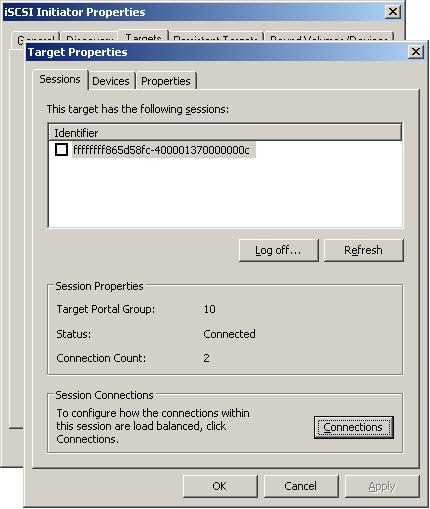 iSCSI Initiator Properties
General Discovery Targets Persistent Targets Bound Volumes/Devices
Target Properties
Sessions Devices Properties
This target has the following sessions:
Identifier
ffffffff865d58fc-400001370000000c
Log off... Refresh
Session Properties
Target Portal Group: 10
Status: Connected
Connection Count: 2
Session Connections
To configure how the connections within
this session are load balanced, click
Connections.
Connections
OK Cancel Apply